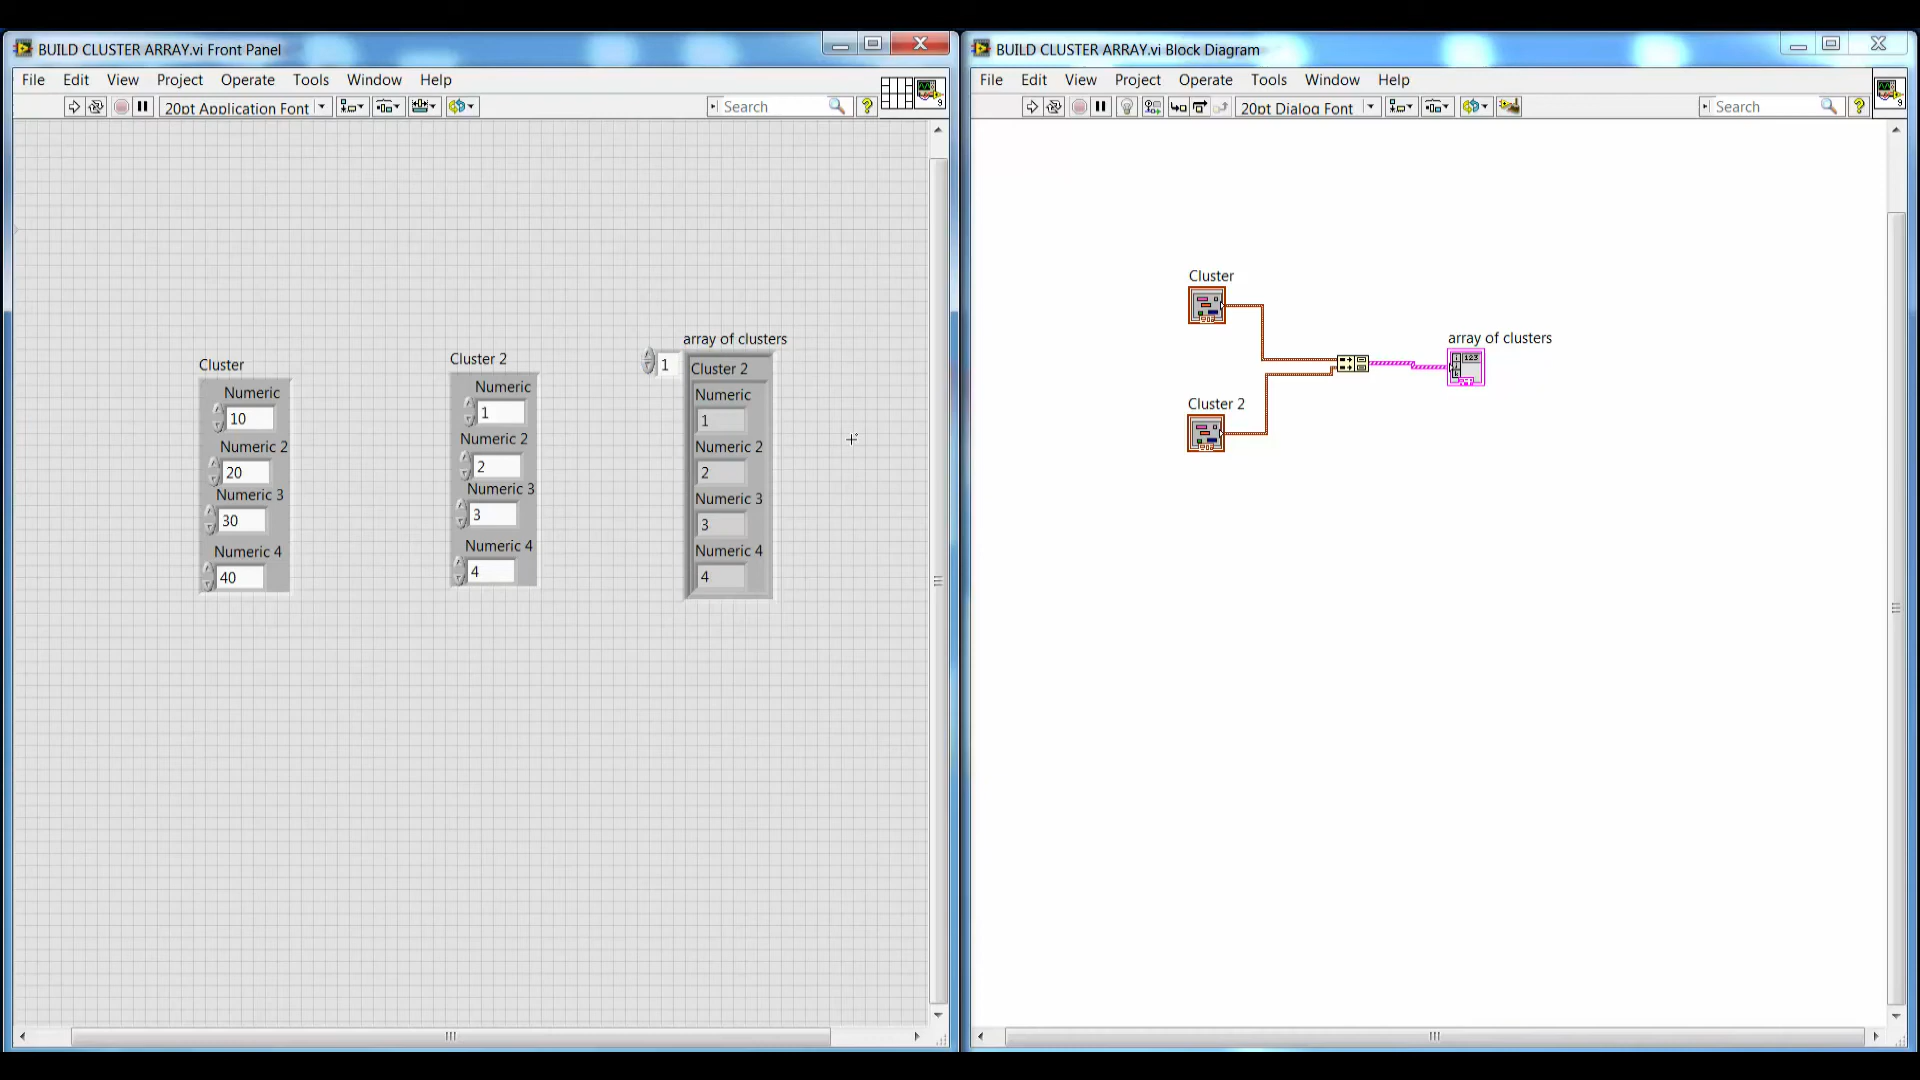 BUILD CLUSTER ARRAY.vi Front Panel
File Edit View Project Operate Tools Window Help
20pt Application Font
Search
?
9
Cluster
Numeric
10
Numeric 2
20
Numeric 3
30
Numeric 4
40
Cluster 2
Numeric
1
Numeric 2
2
Numeric 3
3
Numeric 4
4
array of clusters
1
Cluster 2
Numeric
1
Numeric 2
2
Numeric 3
3
Numeric 4
4
BUILD CLUSTER ARRAY.vi Block Diagram
File Edit View Project Operate Tools Window Help
20pt Dialog Font
Search
?
9
Cluster
Cluster 2
array of clusters
123